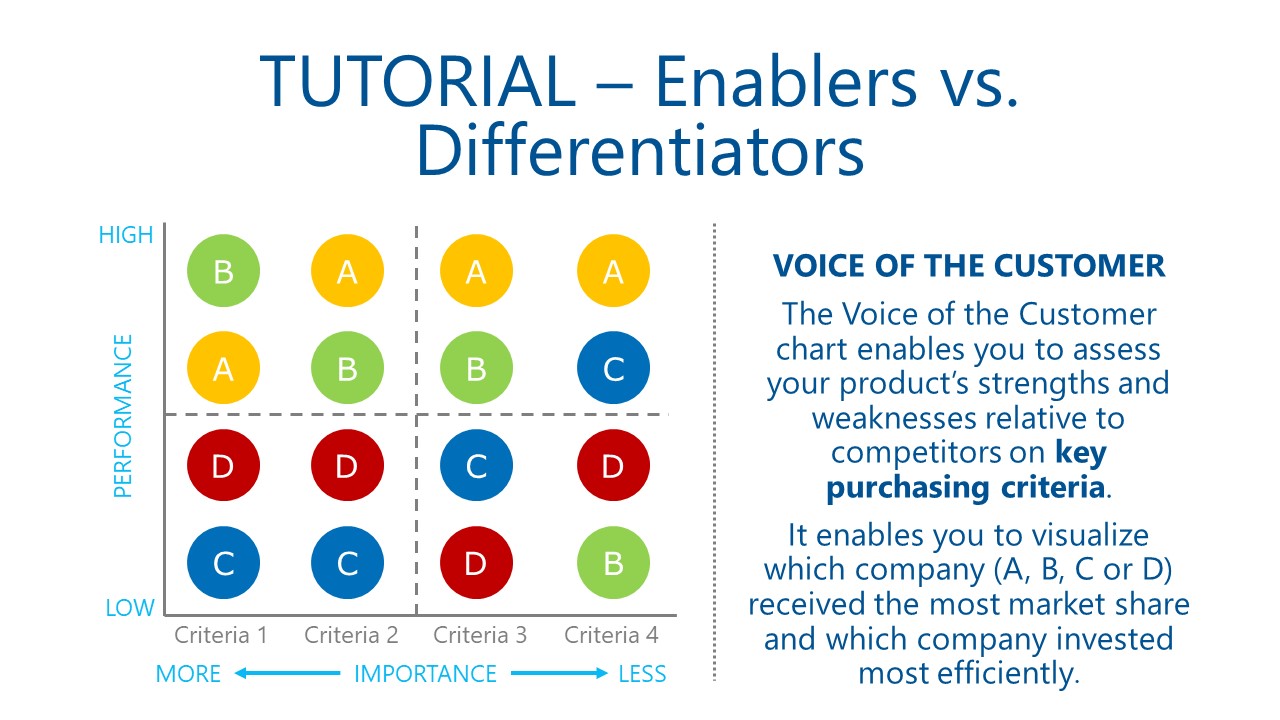 TUTORIAL – Enablers vs.
Differentiators
HIGH
PERFORMANCE
LOW
B A A A
A B B C
D D C D
C C D B
Criteria 1 Criteria 2 Criteria 3 Criteria 4
MORE IMPORTANCE LESS
VOICE OF THE CUSTOMER
The Voice of the Customer
chart enables you to assess
your product’s strengths and
weaknesses relative to
competitors on key
purchasing criteria.
It enables you to visualize
which company (A, B, C or D)
received the most market share
and which company invested
most efficiently.